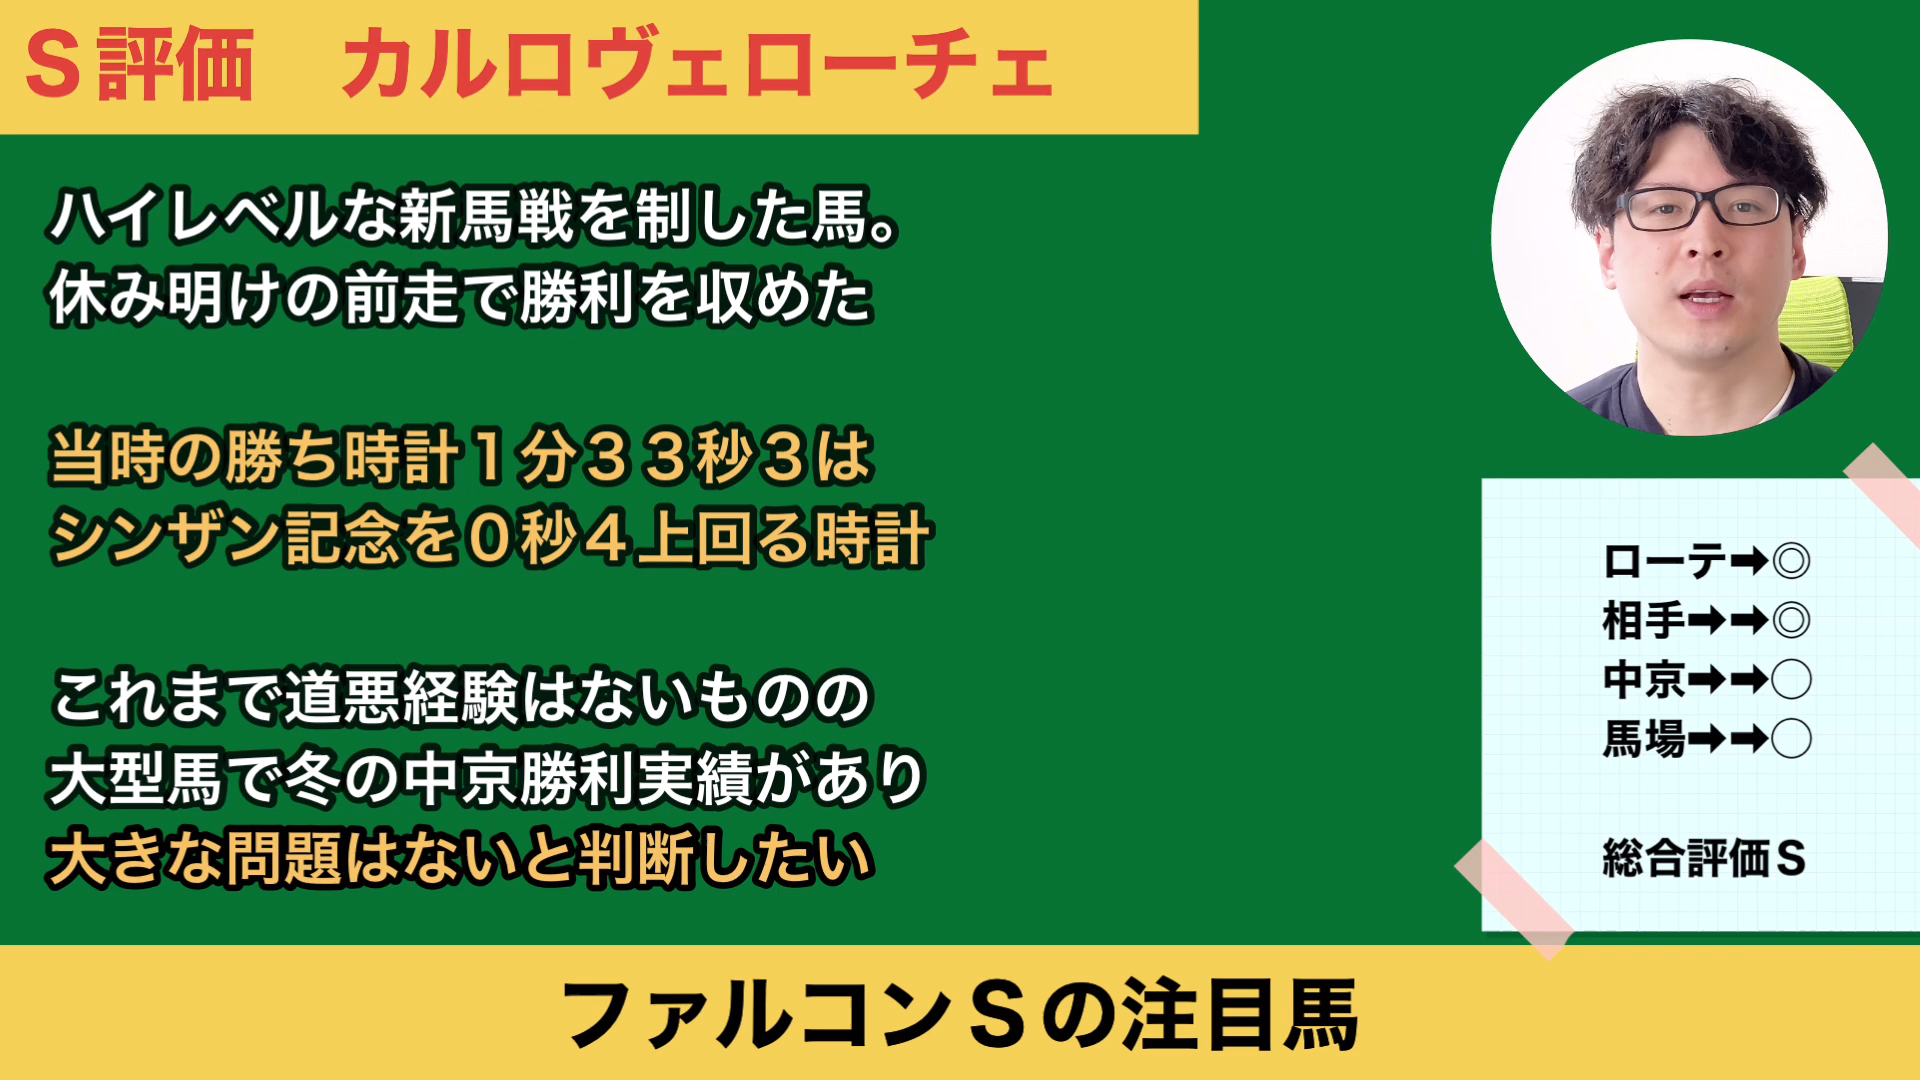 S評価　カルロヴェローチェ
ハイレベルな新馬戦を制した馬。
休み明けの前走で勝利を収めた
当時の勝ち時計１分３３秒３は
シンザン記念を０秒４上回る時計
これまで道悪経験はないものの
大型馬で冬の中京勝利実績があり
大きな問題はないと判断したい
ローテ➡◎
相手➡➡◎
中京➡➡◯
馬場➡➡◯
総合評価S
ファルコンSの注目馬